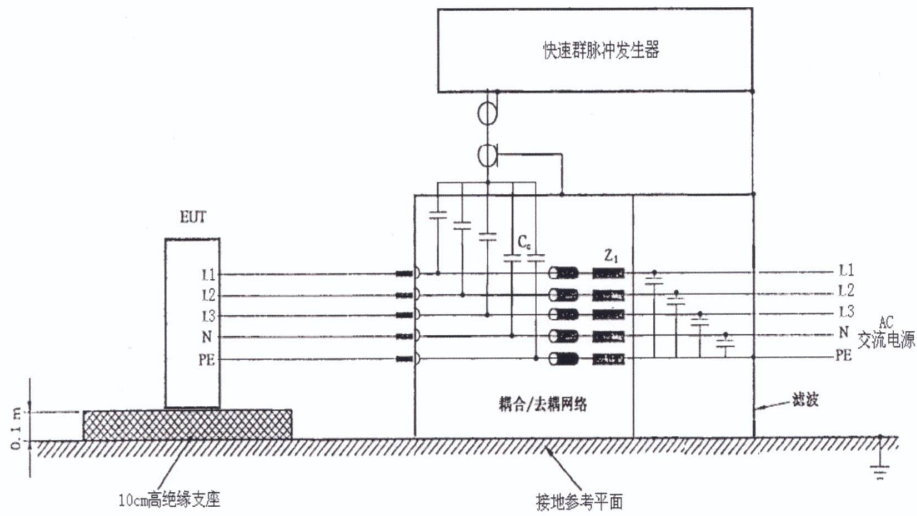 快速群脉冲发生器
EUT
Cc
Z1
L1
L2
L3
N
PE
L1
L2
L3
N
PE
AC
交流电源
耦合/去耦网络
滤波
0.1 m
10cm高绝缘支座
接地参考平面